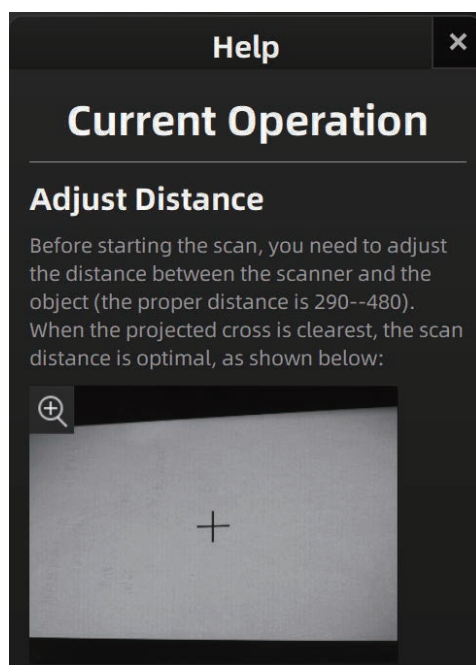 Help
Current Operation
Adjust Distance
Before starting the scan, you need to adjust
the distance between the scanner and the
object (the proper distance is 290--480).
When the projected cross is clearest, the scan
distance is optimal, as shown below: